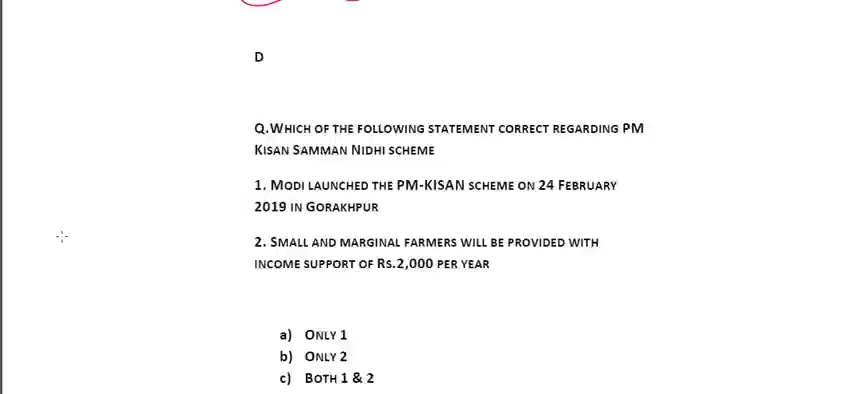 D
Q.WHICH OF THE FOLLOWING STATEMENT CORRECT REGARDING PM
KISAN SAMMAN NIDHI SCHEME
1. MODI LAUNCHED THE PM-KISAN SCHEME ON 24 FEBRUARY
2019 IN GORAKHPUR
2. SMALL AND MARGINAL FARMERS WILL BE PROVIDED WITH
INCOME SUPPORT OF RS.2,000 PER YEAR
a) ONLY 1
b) ONLY 2
c) BOTH 1 & 2